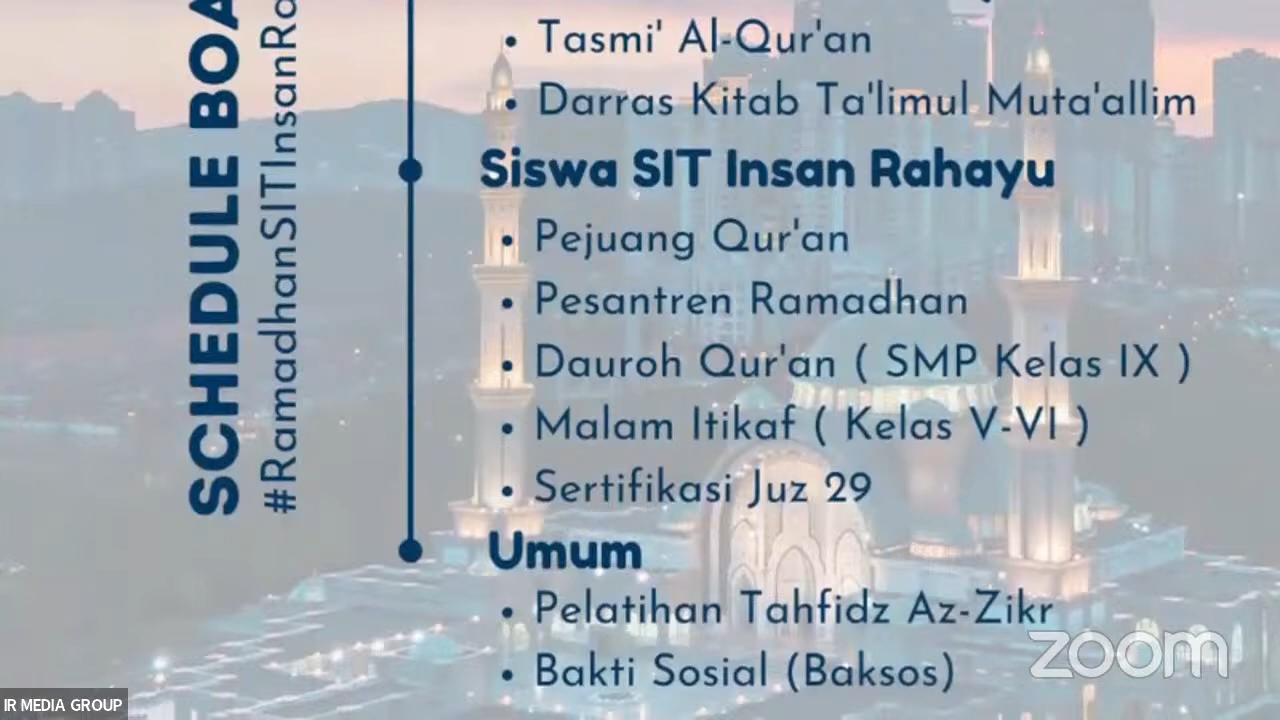 SCHEDULE BOA
#RamadhanSITInsanRa
Tasmi' Al-Qur'an
Darras Kitab Ta'limul Muta'allim
Siswa SIT Insan Rahayu
Pejuang Qur'an
Pesantren Ramadhan
Dauroh Qur'an ( SMP Kelas IX )
Malam Itikaf ( Kelas V-VI )
Sertifikasi Juz 29
Umum
Pelatihan Tahfidz Az-Zikr
Bakti Sosial (Baksos)
zoom
IR MEDIA GROUP